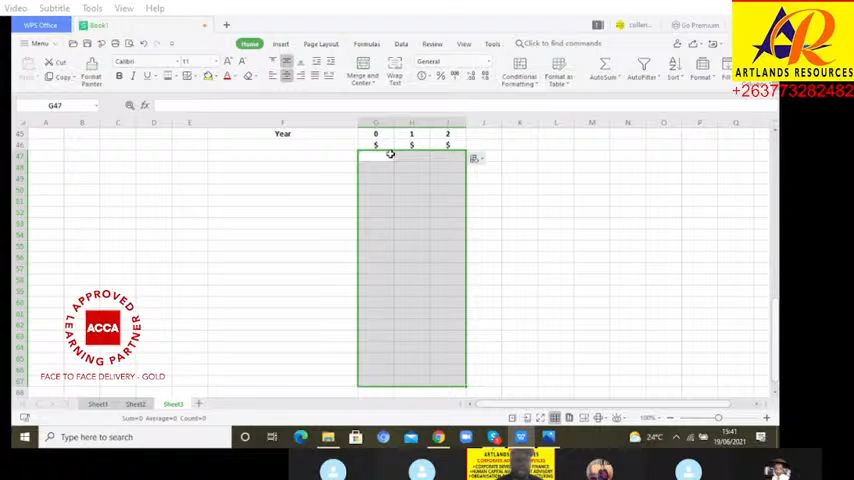 Video Subtitle Tools View Help
WPS Office Book1
Menu Home Insert Page Layout Formulas Data Review View Tools Click to find commands
collen... Go Premium
Paste Cut Copy Format Painter Calibri 11 Merge and Center Wrap Text General Conditional Formatting Format as Table AutoSum AutoFilter Sort Format
ARTLANDS RESOURCES
+263773282482
G47 fx
A B C D E F G H I J K L M N O P Q
45 Year 0 1 2
46 $ $ $
47
48
49
50
51
52
53
54
55
56
57
58
59
60
61
62
63
64
65
66
67
68
APPROVED LEARNING PARTNER
ACCA
FACE TO FACE DELIVERY - GOLD
Sheet1 Sheet2 Sheet3
Sum=0 Average=0 Count=0 100%
Type here to search 24°C 15:41
19/06/2021
ARTLANDS